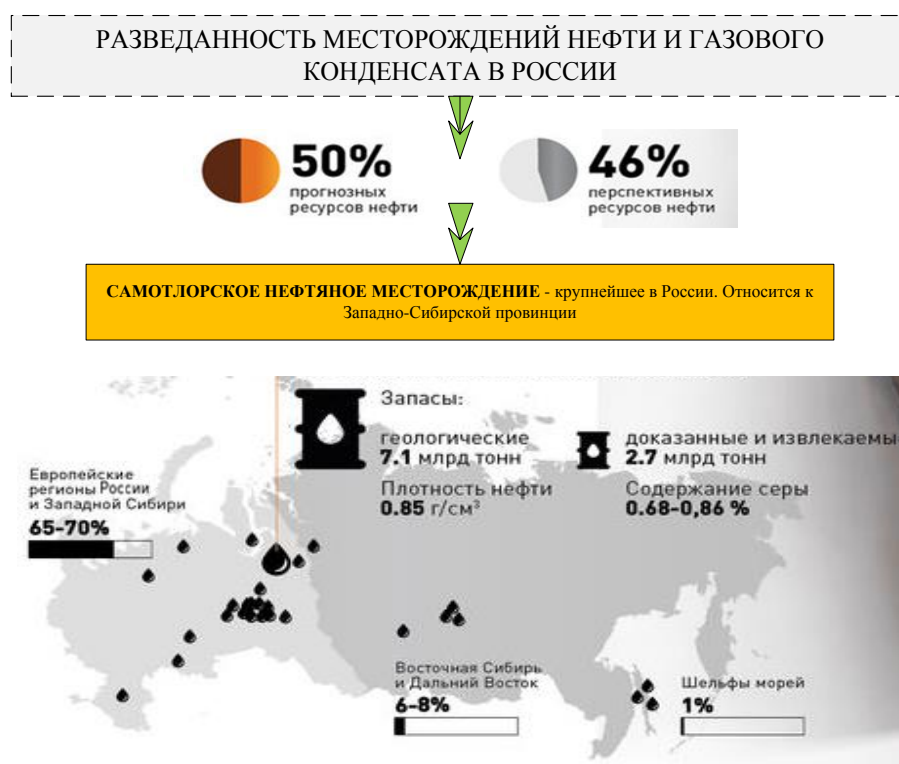 РАЗВЕДАННОСТЬ МЕСТОРОЖДЕНИЙ НЕФТИ И ГАЗОВОГО
КОНДЕНСАТА В РОССИИ
50%
прогнозных
ресурсов нефти
46%
перспективных
ресурсов нефти
САМОТЛОРСКОЕ НЕФТЯНОЕ МЕСТОРОЖДЕНИЕ - крупнейшее в России. Относится к
Западно-Сибирской провинции
Запасы:
геологические
7.1 млрд тонн
Плотность нефти
0.85 г/см³
доказанные и извлекаемы
2.7 млрд тонн
Содержание серы
0.68-0,86 %
Европейские
регионы России
и Западной Сибири
65-70%
Восточная Сибирь
и Дальний Восток
6-8%
Шельфы морей
1%